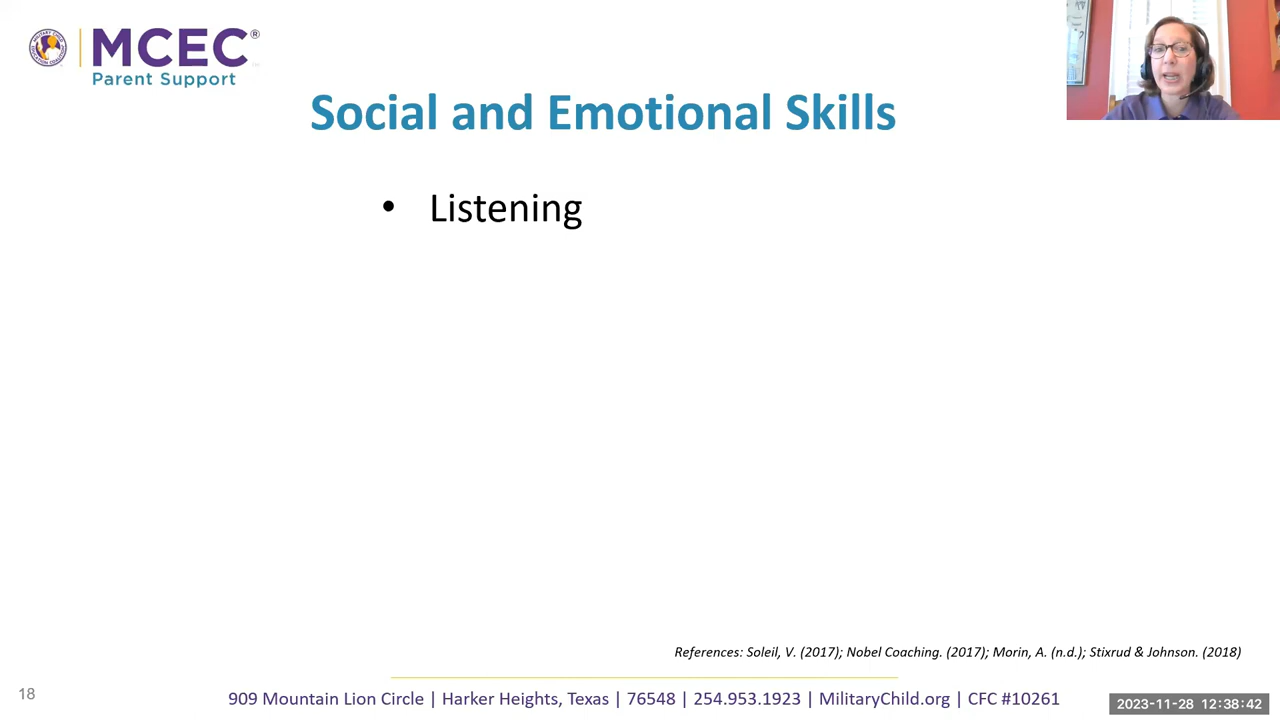 MCEC®
Parent Support
Social and Emotional Skills
• Listening
References: Soleil, V. (2017); Nobel Coaching. (2017); Morin, A. (n.d.); Stixrud & Johnson. (2018)
18
909 Mountain Lion Circle | Harker Heights, Texas | 76548 | 254.953.1923 | MilitaryChild.org | CFC #10261
2023-11-28 12:38:42